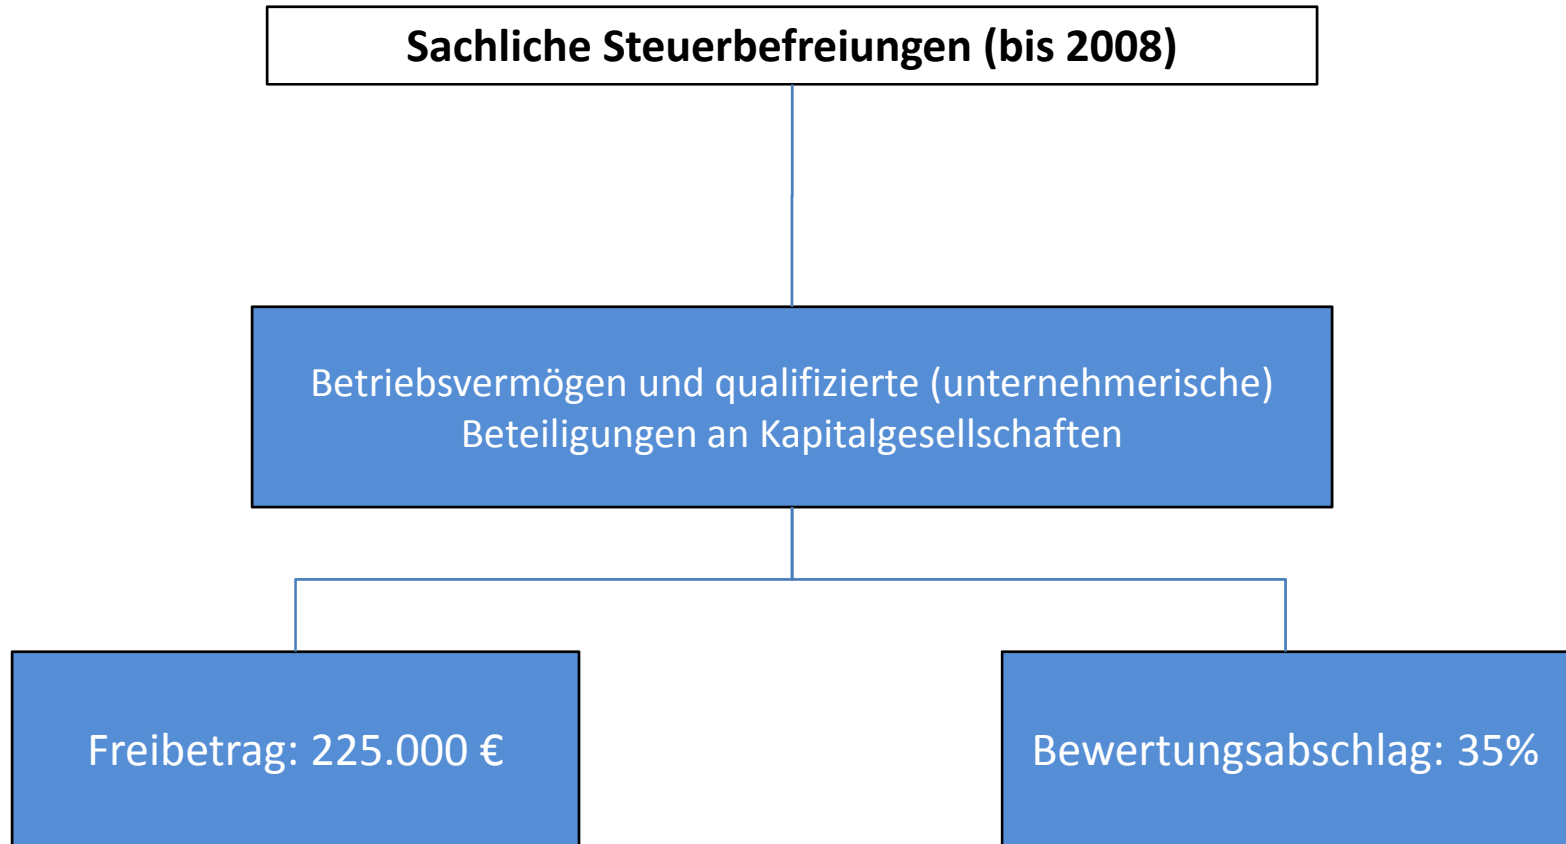 Sachliche Steuerbefreiungen (bis 2008)
Betriebsvermögen und qualifizierte (unternehmerische)
Beteiligungen an Kapitalgesellschaften
Freibetrag: 225.000 €
Bewertungsabschlag: 35%